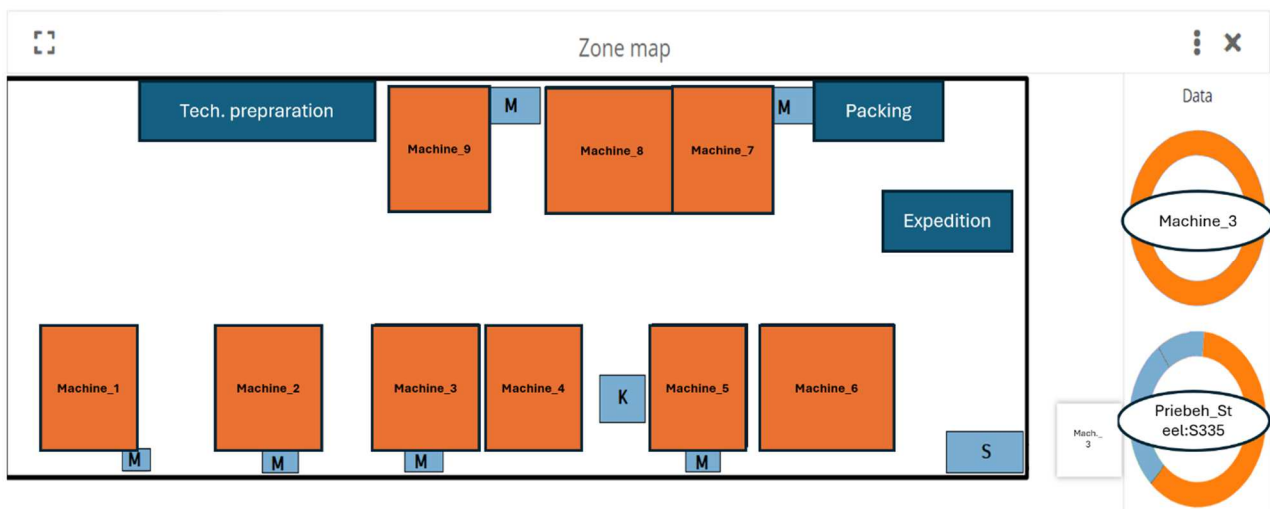 Zone map
Data
Tech. prepraration
M
M
Packing
Machine_9
Machine_8
Machine_7
Expedition
Machine_3
Machine_1
Machine_2
Machine_3
Machine_4
K
Machine_5
Machine_6
M
M
M
M
S
Mach._
3
Priebeh_St
eel:S335